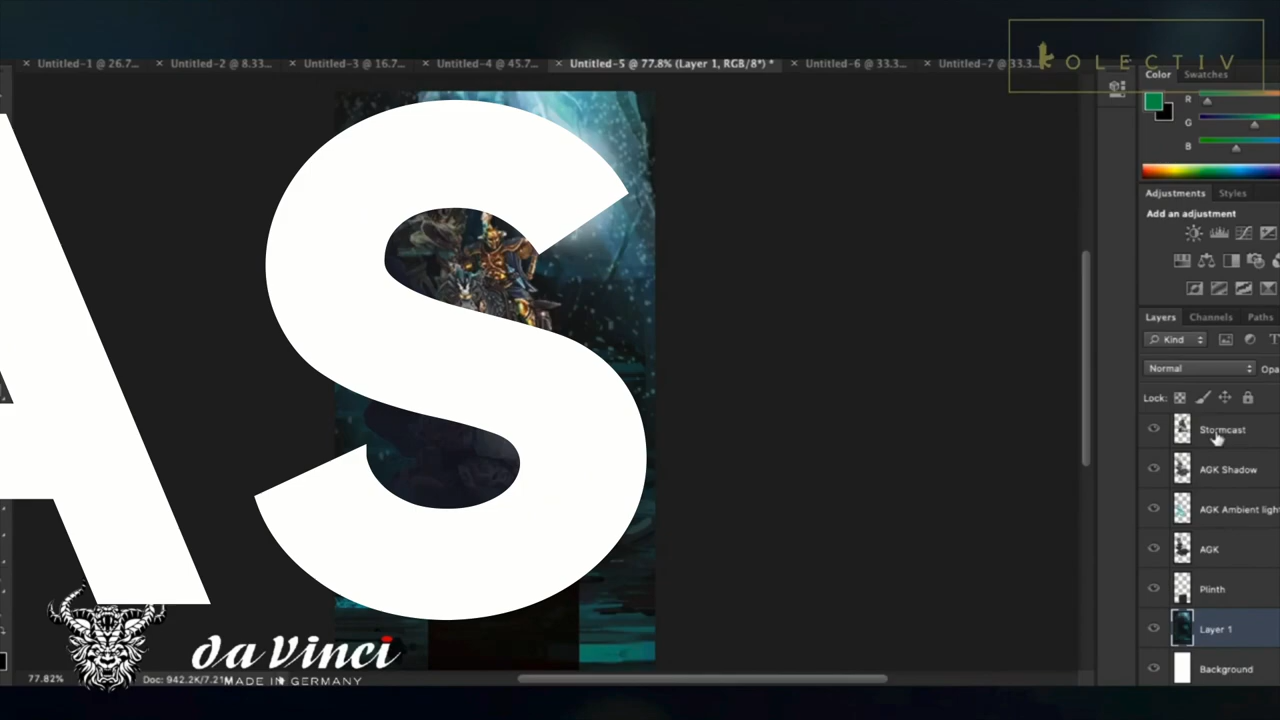 KOLECTIV
Untitled-1 @ 26.7... Untitled-2 @ 8.33... Untitled-3 @ 16.7... Untitled-4 @ 45.7... Untitled-5 @ 77.8% (Layer 1, RGB/8*) * Untitled-6 @ 33.3... Untitled-7 @ 33.3...
Color Swatches
R
G
B
Adjustments Styles
Add an adjustment
Layers Channels Paths
Kind
Normal Opa
Lock:
Stormcast
AGK Shadow
AGK Ambient light
AGK
Plinth
Layer 1
Background
AS
da Vinci
MADE IN GERMANY
77.82% Doc: 942.2K/7.21M